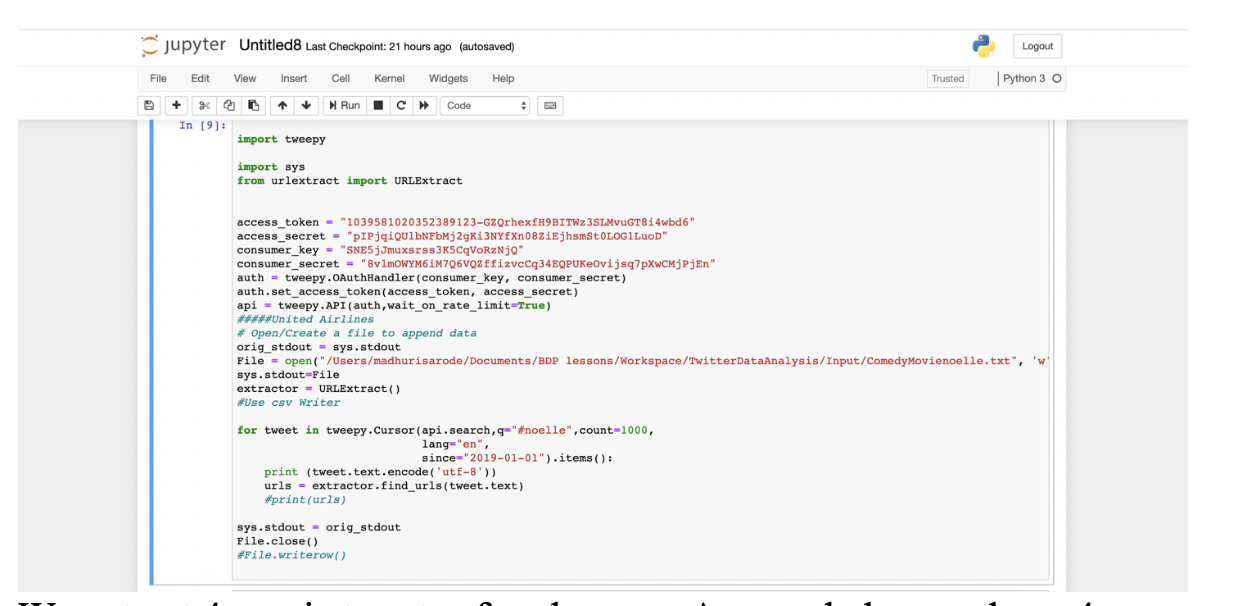 jupyter Untitled8 Last Checkpoint: 21 hours ago (autosaved)
Logout
File Edit View Insert Cell Kernel Widgets Help
Trusted
Python 3
Run
Code
In [9]:
import tweepy
import sys
from urlextract import URLExtract
access_token = "1039581020352389123-GZQrhexfH9BITWz3SLMvuGT8i4wbd6"
access_secret = "pIPjqiQUlbNFbMj2gKi3NYfXn08ZiEjhsmSt0LOG1LuoD"
consumer_key = "SNE5jJmuxsrss3K5CqVoRzNjQ"
consumer_secret = "8vlmOWYM6iM7Q6VQZffizvcCq34EQPUKeOvijsq7pXwCMjPjEn"
auth = tweepy.OAuthHandler(consumer_key, consumer_secret)
auth.set_access_token(access_token, access_secret)
api = tweepy.API(auth,wait_on_rate_limit=True)
#####United Airlines
# Open/Create a file to append data
orig_stdout = sys.stdout
File = open("/Users/madhurisarode/Documents/BDP lessons/Workspace/TwitterDataAnalysis/Input/ComedyMovienoelle.txt", 'w'
sys.stdout=File
extractor = URLExtract()
#Use csv Writer
for tweet in tweepy.Cursor(api.search,q="#noelle",count=1000,
lang="en",
since="2019-01-01").items():
print (tweet.text.encode('utf-8'))
urls = extractor.find_urls(tweet.text)
#print(urls)
sys.stdout = orig_stdout
File.close()
#File.writerow()